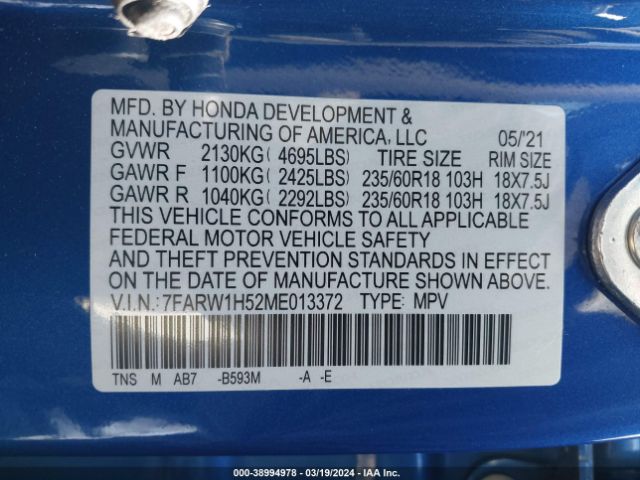 MFD. BY HONDA DEVELOPMENT &
MANUFACTURING OF AMERICA, LLC 05/'21
GVWR 2130KG( 4695LBS) TIRE SIZE RIM SIZE
GAWR F 1100KG( 2425LBS) 235/60R18 103H 18X7.5J
GAWR R 1040KG( 2292LBS) 235/60R18 103H 18X7.5J
THIS VEHICLE CONFORMS TO ALL APPLICABLE
FEDERAL MOTOR VEHICLE SAFETY
AND THEFT PREVENTION STANDARDS IN EFFECT
ON THE DATE OF MANUFACTURE SHOWN ABOVE.
V.I.N.:7FARW1H52ME013372 TYPE: MPV
TNS M AB7 -B593M -A -E
000-38994978 - 03/19/2024 - IAAI.COM